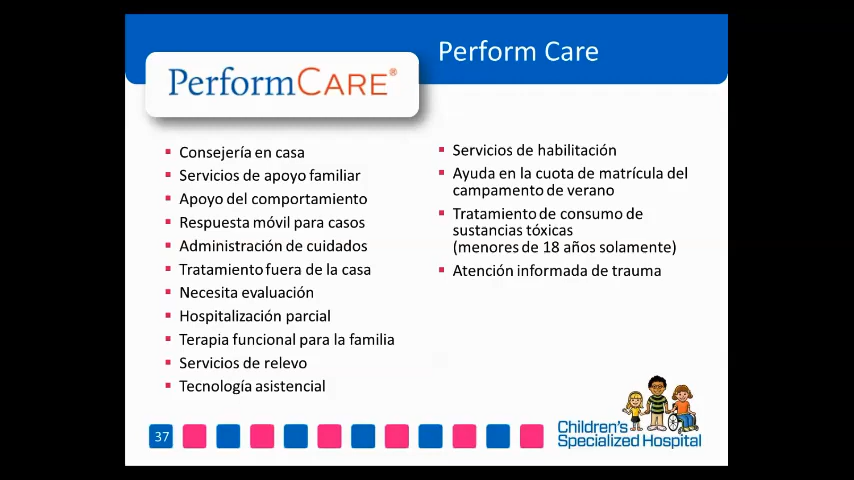 Perform Care
PerformCARE®
Consejería en casa
Servicios de apoyo familiar
Apoyo del comportamiento
Respuesta móvil para casos
Administración de cuidados
Tratamiento fuera de la casa
Necesita evaluación
Hospitalización parcial
Terapia funcional para la familia
Servicios de relevo
Tecnología asistencial
Servicios de habilitación
Ayuda en la cuota de matrícula del
campamento de verano
Tratamiento de consumo de
sustancias tóxicas
(menores de 18 años solamente)
Atención informada de trauma
37
Children's
Specialized Hospital